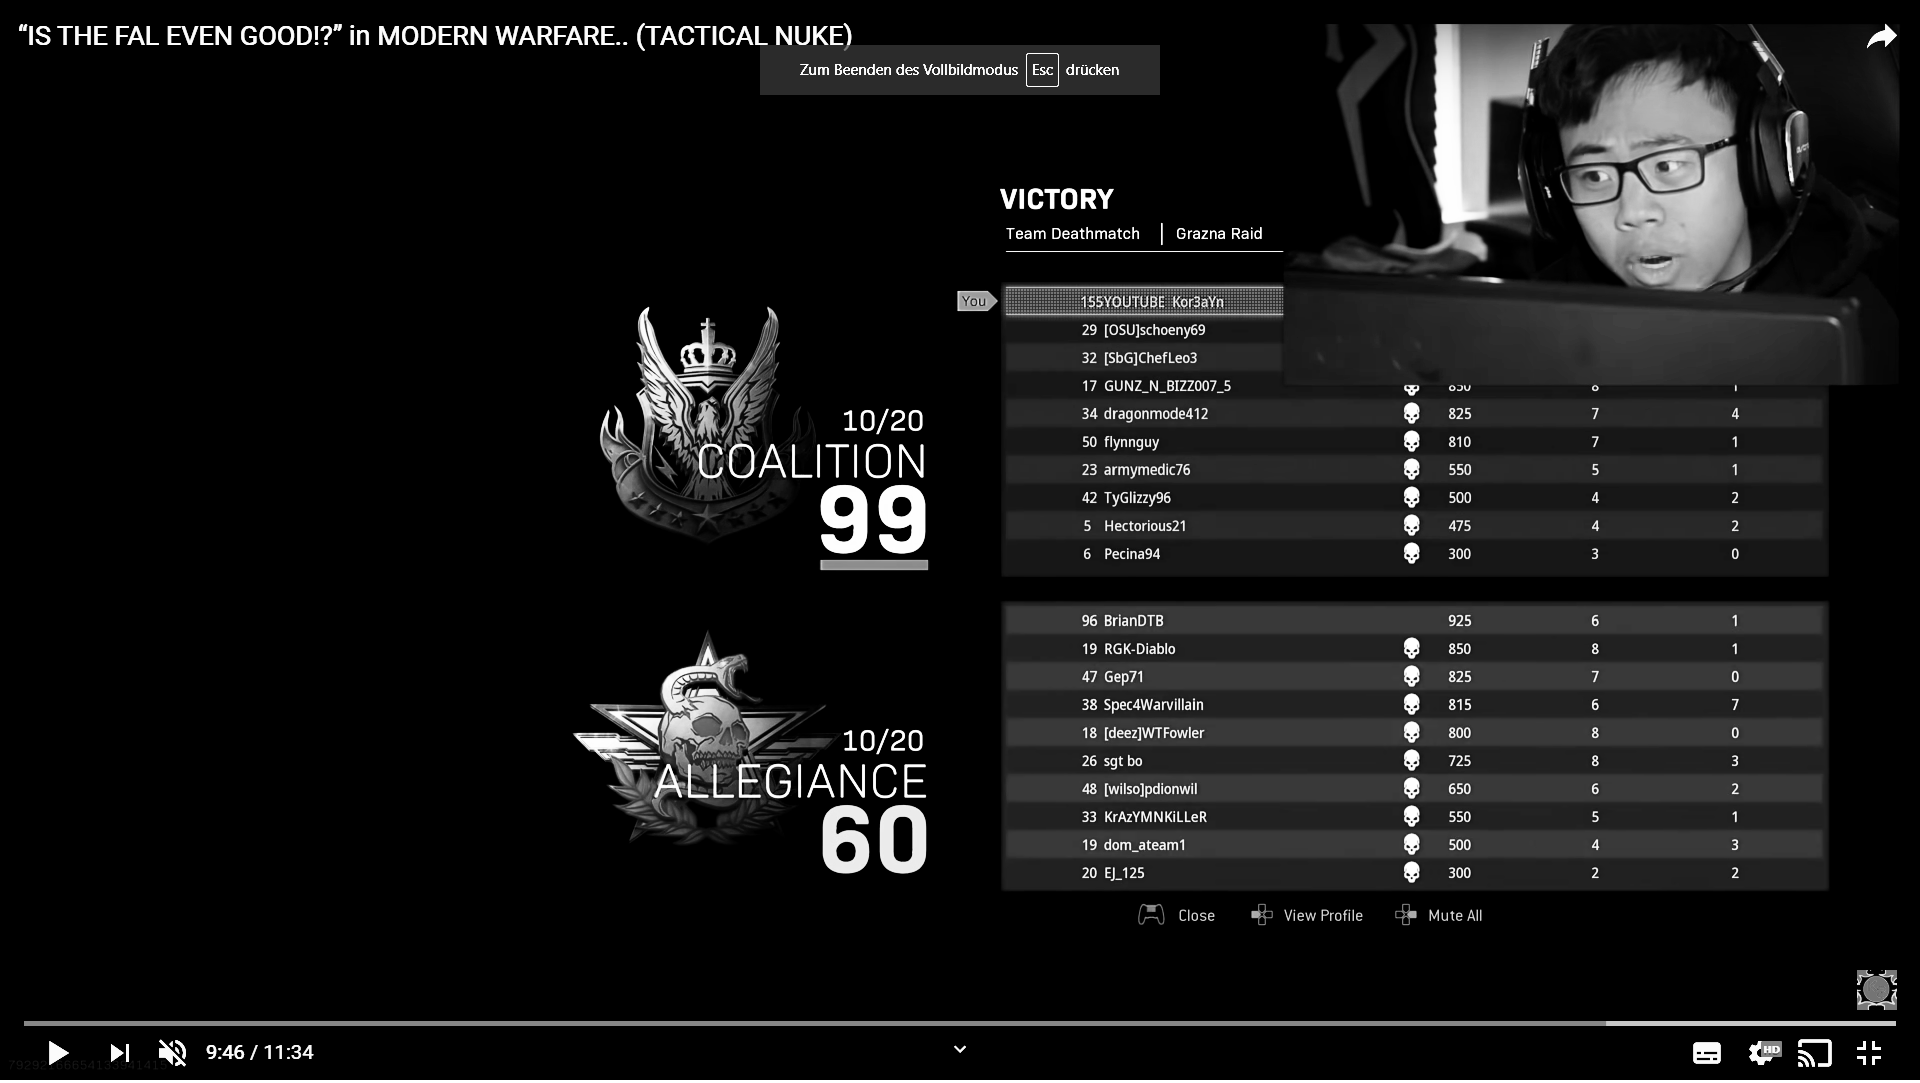 “IS THE FAL EVEN GOOD!?” in MODERN WARFARE.. (TACTICAL NUKE)
Zum Beenden des Vollbildmodus Esc drücken
VICTORY
Team Deathmatch | Grazna Raid
You
155 YOUTUBE Kor3aYn
29 [OSU]schoeny69
32 [SbG]ChefLeo3
17 GUNZ_N_BIZZ007_5 850 8 1
34 dragonmode412 825 7 4
50 flynnguy 810 7 1
23 armymedic76 550 5 1
42 TyGlizzy96 500 4 2
5 Hectorious21 475 4 2
6 Pecina94 300 3 0
10/20
COALITION
99
96 BrianDTB 925 6 1
19 RGK-Diablo 850 8 1
47 Gep71 825 7 0
38 Spec4Warvillain 815 6 7
18 [deez]WTFowler 800 8 0
26 sgt bo 725 8 3
48 [wilso]pdionwil 650 6 2
33 KrAzYMNKiLLeR 550 5 1
19 dom_ateam1 500 4 3
20 EJ_125 300 2 2
10/20
ALLEGIANCE
60
Close View Profile Mute All
9:46 / 11:34
HD